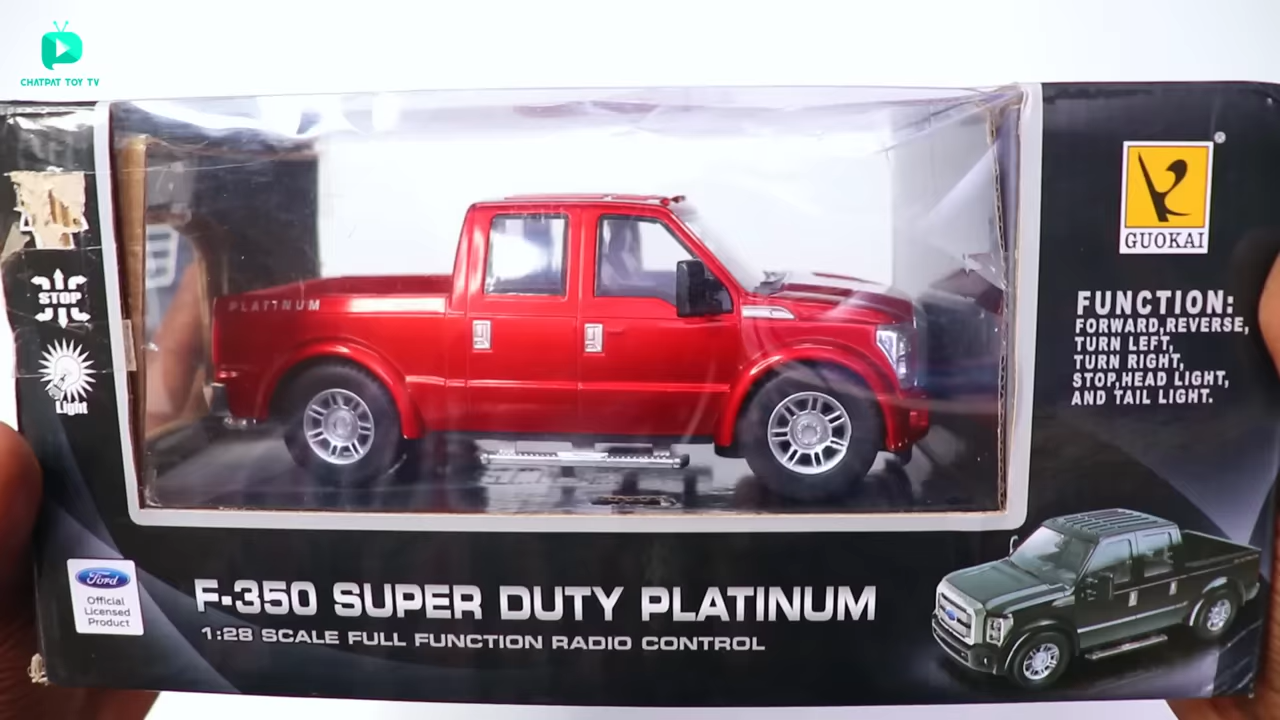 CHATPAT TOY TV
PLATINUM
STOP
Light
GUOKAI
®
FUNCTION:
FORWARD,REVERSE,
TURN LEFT,
TURN RIGHT,
STOP,HEAD LIGHT,
AND TAIL LIGHT.
Ford
Official
Licensed
Product
F-350 SUPER DUTY PLATINUM
1:28 SCALE FULL FUNCTION RADIO CONTROL